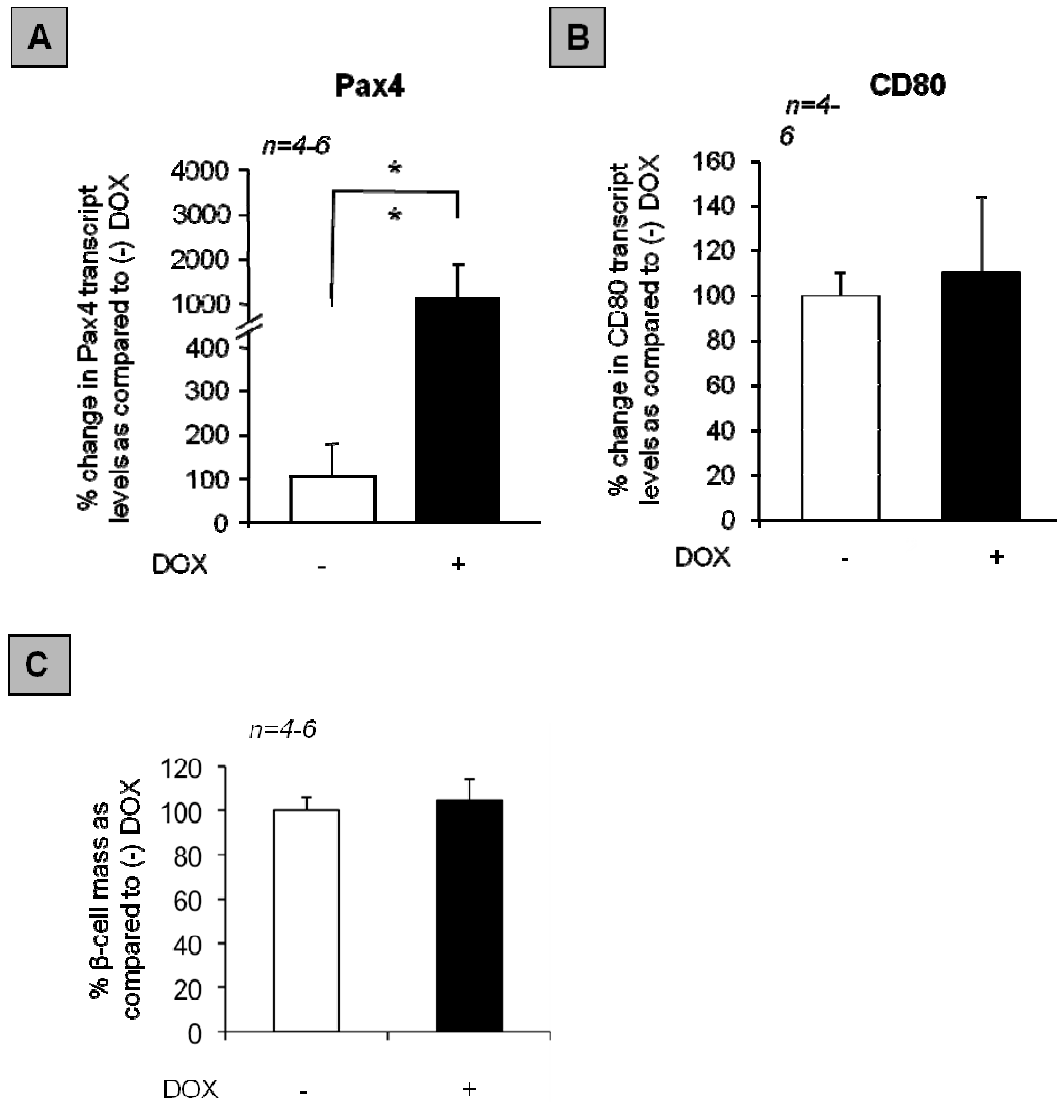 A
Pax4
n=4-6
% change in Pax4 transcript
levels as compared to (-) DOX
4000
3000
2000
1000
400
300
200
100
0
*
*
DOX - +
B
CD80
n=4-
6
% change in CD80 transcript
levels as compared to (-) DOX
160
140
120
100
80
60
40
20
0
DOX - +
C
n=4-6
% β-cell mass as
compared to (-) DOX
120
100
80
60
40
20
0
DOX - +